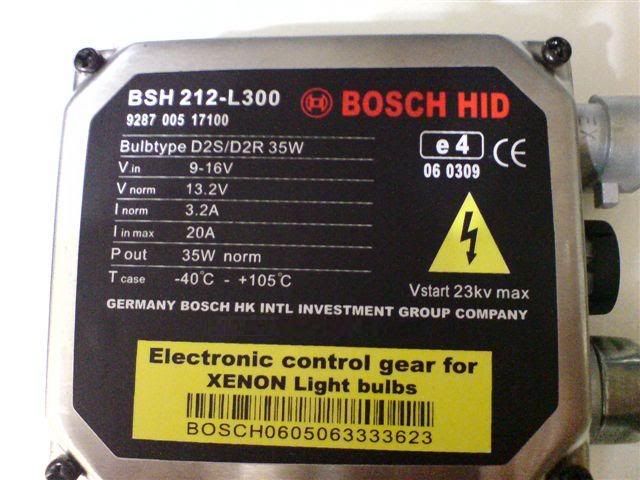 BSH 212-L300
BOSCH HID
9287 005 17100
Bulbtype D2S/D2R 35W
e4 CE
V in 9-16V
06 0309
V norm 13.2V
I norm 3.2A
I in max 20A
P out 35W norm
T case -40°C - +105°C
Vstart 23kv max
GERMANY BOSCH HK INTL INVESTMENT GROUP COMPANY
Electronic control gear for
XENON Light bulbs
BOSCH0605063333623